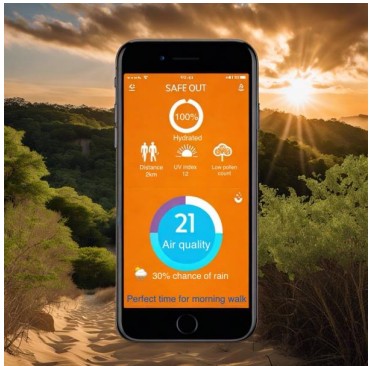 SAFE OUT
100%
Hydrated
Distance
2km
UV index
12
Low pollen
count
21
Air quality
30% chance of rain
Perfect time for morning walk